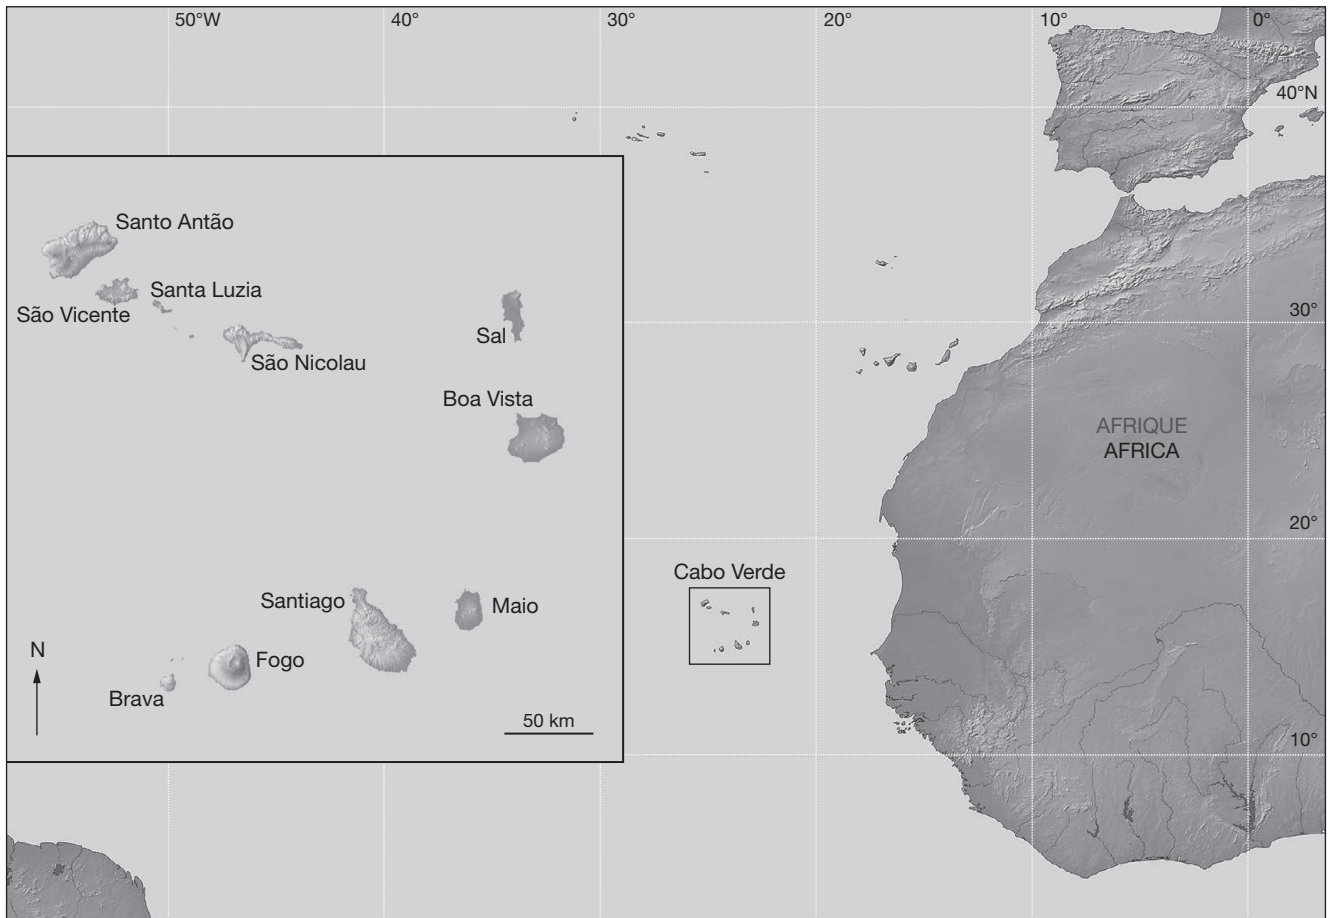 50°W
40°
30°
20°
10°
0°
40°N
Santo Antão
Santa Luzia
São Vicente
Sal
São Nicolau
Boa Vista
30°
AFRIQUE
AFRICA
20°
Cabo Verde
Santiago
Maio
N
Fogo
Brava
50 km
10°